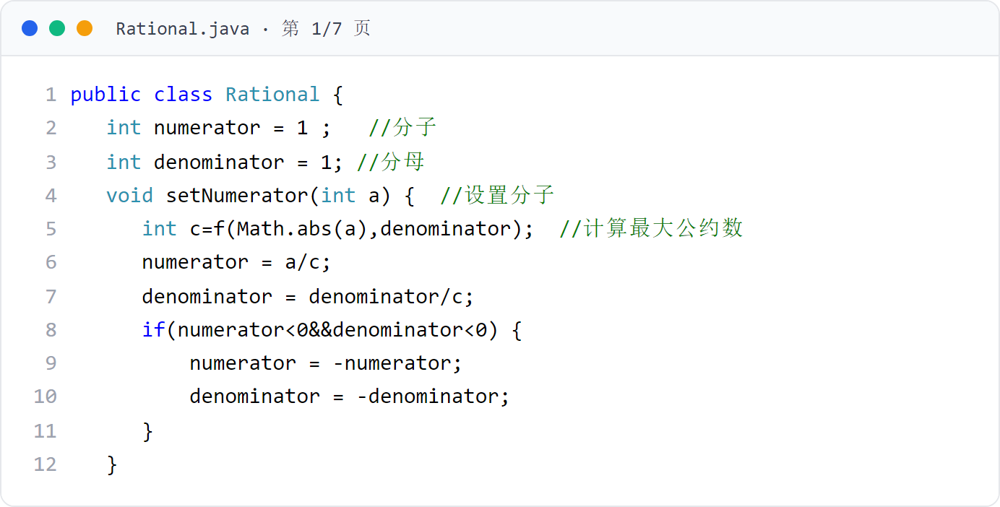 Rational.java · 第 1/7 页
1 public class Rational {
2 int numerator = 1 ; //分子
3 int denominator = 1; //分母
4 void setNumerator(int a) { //设置分子
5 int c=f(Math.abs(a),denominator); //计算最大公约数
6 numerator = a/c;
7 denominator = denominator/c;
8 if(numerator<0&&denominator<0) {
9 numerator = -numerator;
10 denominator = -denominator;
11 }
12 }